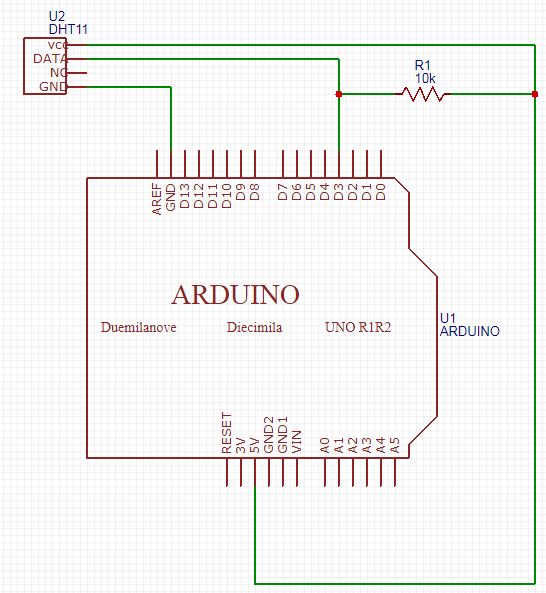 U2
DHT11
vcc
DATA
NC
GND
R1
10k
AREF
GND
D13
D12
D11
D10
D9
D8
D7
D6
D5
D4
D3
D2
D1
D0
ARDUINO
Duemilanove Diecimila UNO R1R2
U1
ARDUINO
RESET
3V
5V
GND2
GND1
VIN
A0
A1
A2
A3
A4
A5